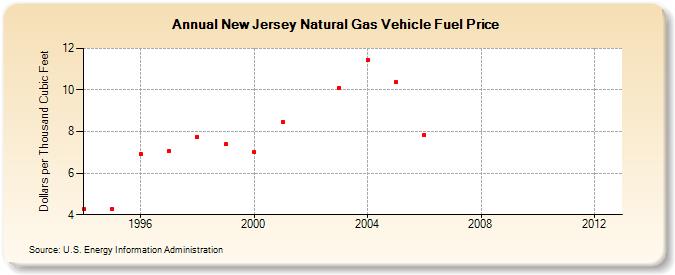 Annual New Jersey Natural Gas Vehicle Fuel Price
Dollars per Thousand Cubic Feet
12
10
8
6
4
1996 2000 2004 2008 2012
Source: U.S. Energy Information Administration